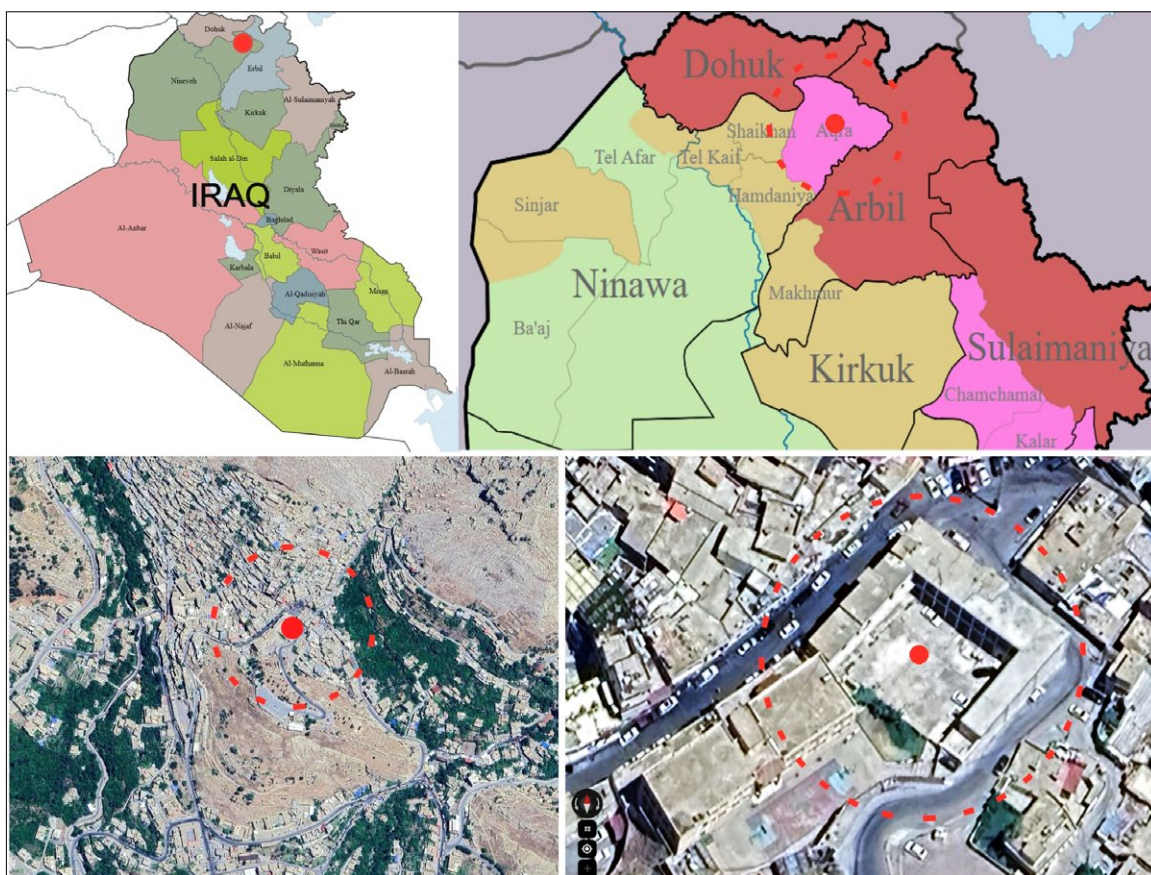 Dohuk
Nineveh
Erbil
Al-Sulaimaniyah
Kirkuk
Salah al-Din
Diyala
IRAQ
Al-Anbar
Baghdad
Karbala
Babil
Wasit
Al-Qadisiyah
Misan
Al-Najaf
Thi Qar
Al-Muthanna
Al-Basrah
Dohuk
Shaikhan
Aqra
Tel Afar
Tel Kaif
Sinjar
Hamdaniya
Arbil
Ninawa
Makhmur
Ba'aj
Kirkuk
Sulaimaniya
Chamchamal
Kalar